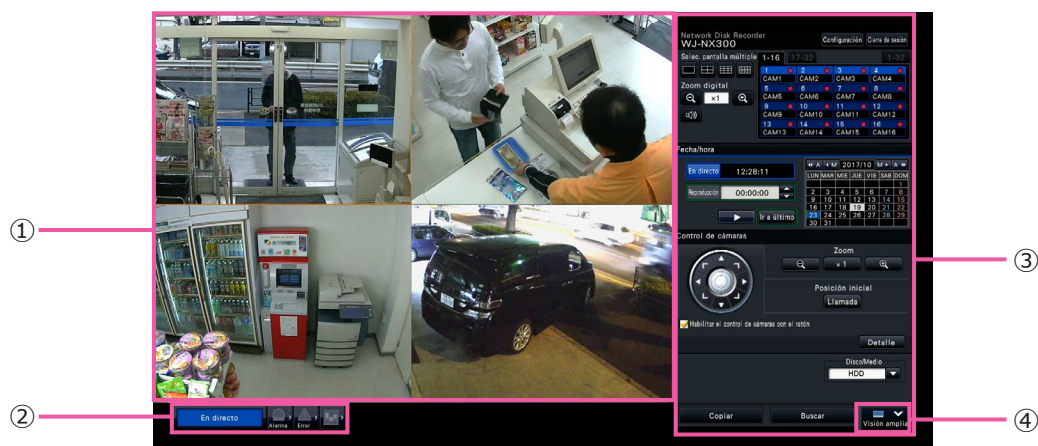 Network Disk Recorder
WJ-NX300
Configuración Cierre de sesión
Selec. pantalla múltiple 1-16 17-32 1-32
1 2 3 4
CAM1 CAM2 CAM3 CAM4
5 6 7 8
CAM5 CAM6 CAM7 CAM8
9 10 11 12
CAM9 CAM10 CAM11 CAM12
13 14 15 16
CAM13 CAM14 CAM15 CAM16
Zoom digital
×1
Fecha/hora
En directo 12:28:11
Reproducción 00:00:00
Ir a último
A M 2017/10 M A
LUN MAR MIE JUE VIE SAB DOM
1
2 3 4 5 6 7 8
9 10 11 12 13 14 15
16 17 18 19 20 21 22
23 24 25 26 27 28 29
30 31
Control de cámaras
Zoom
×1
Posición inicial
Llamada
Habilitar el control de cámaras con el ratón
Detalle
Disco/Medio
HDD
Copiar Buscar Visión amplia
En directo Alarma Error
①
②
③
④